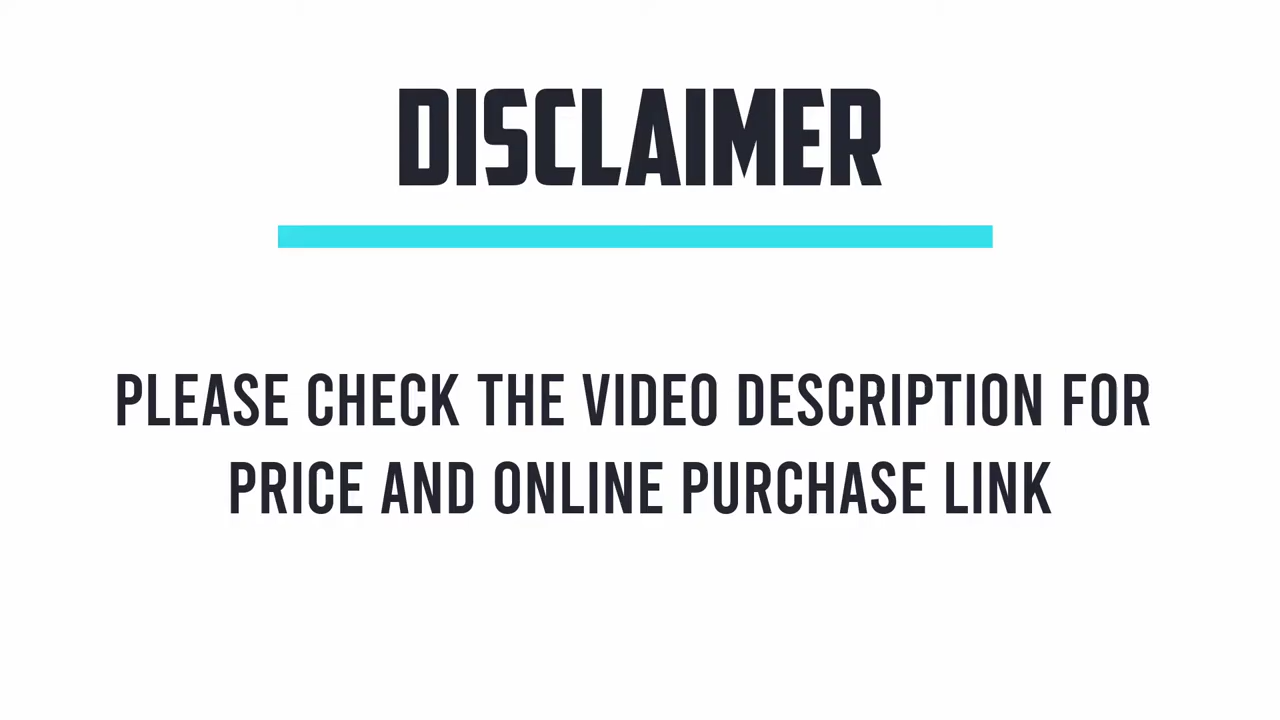 DISCLAIMER
PLEASE CHECK THE VIDEO DESCRIPTION FOR
PRICE AND ONLINE PURCHASE LINK